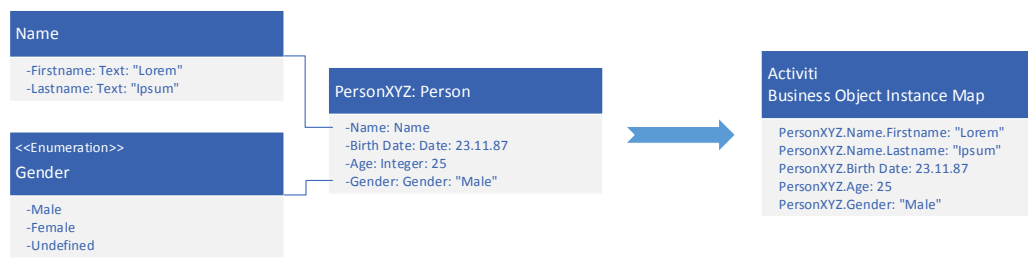 Name
-Firstname: Text: "Lorem"
-Lastname: Text: "Ipsum"
<<Enumeration>>
Gender
-Male
-Female
-Undefined
PersonXYZ: Person
-Name: Name
-Birth Date: Date: 23.11.87
-Age: Integer: 25
-Gender: Gender: "Male"
Activiti
Business Object Instance Map
PersonXYZ.Name.Firstname: "Lorem"
PersonXYZ.Name.Lastname: "Ipsum"
PersonXYZ.Birth Date: 23.11.87
PersonXYZ.Age: 25
PersonXYZ.Gender: "Male"